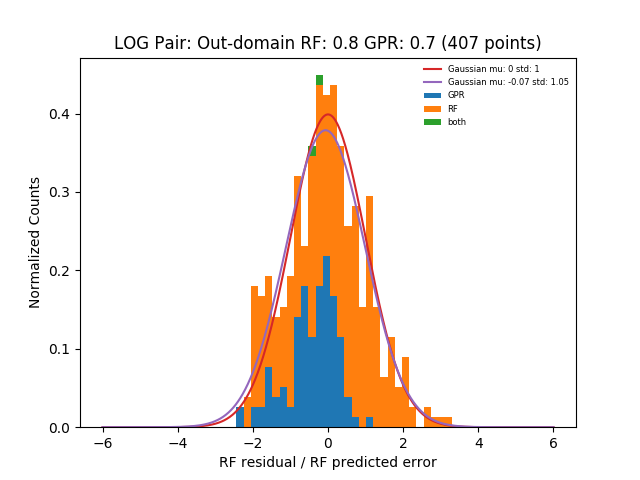 LOG Pair: Out-domain RF: 0.8 GPR: 0.7 (407 points)
Gaussian mu: 0 std: 1
Gaussian mu: -0.07 std: 1.05
GPR
RF
both
Normalized Counts
0.4
0.3
0.2
0.1
0.0
−6 −4 −2 0 2 4 6
RF residual / RF predicted error